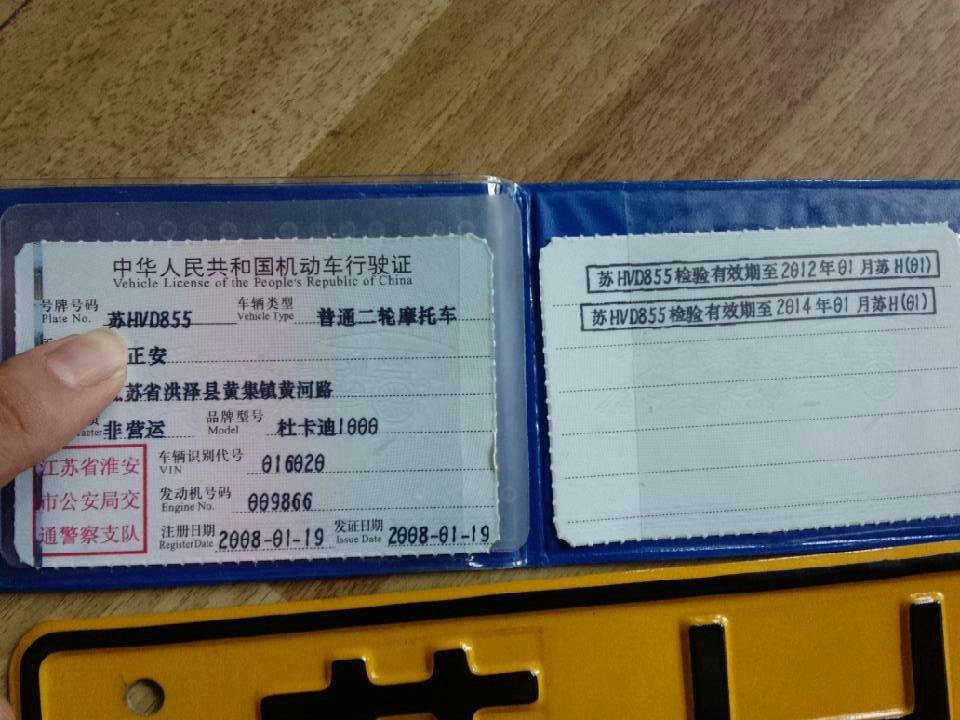 中华人民共和国机动车行驶证
Vehicle License of the People's Republic of China
号牌号码 苏HVD855 车辆类型 普通二轮摩托车
Plate No. Vehicle Type
正安
苏省洪泽县黄集镇黄河路
非营运 品牌型号 杜卡迪1000
Model
江苏省淮安
市公安局交
通警察支队
车辆识别代号 016020
VIN
发动机号码 009866
Engine No.
注册日期 2008-01-19 发证日期 2008-01-19
Register Date Issue Date
苏HVD855检验有效期至2012年01月苏H(01)
苏HVD855检验有效期至2014年01月苏H(01)